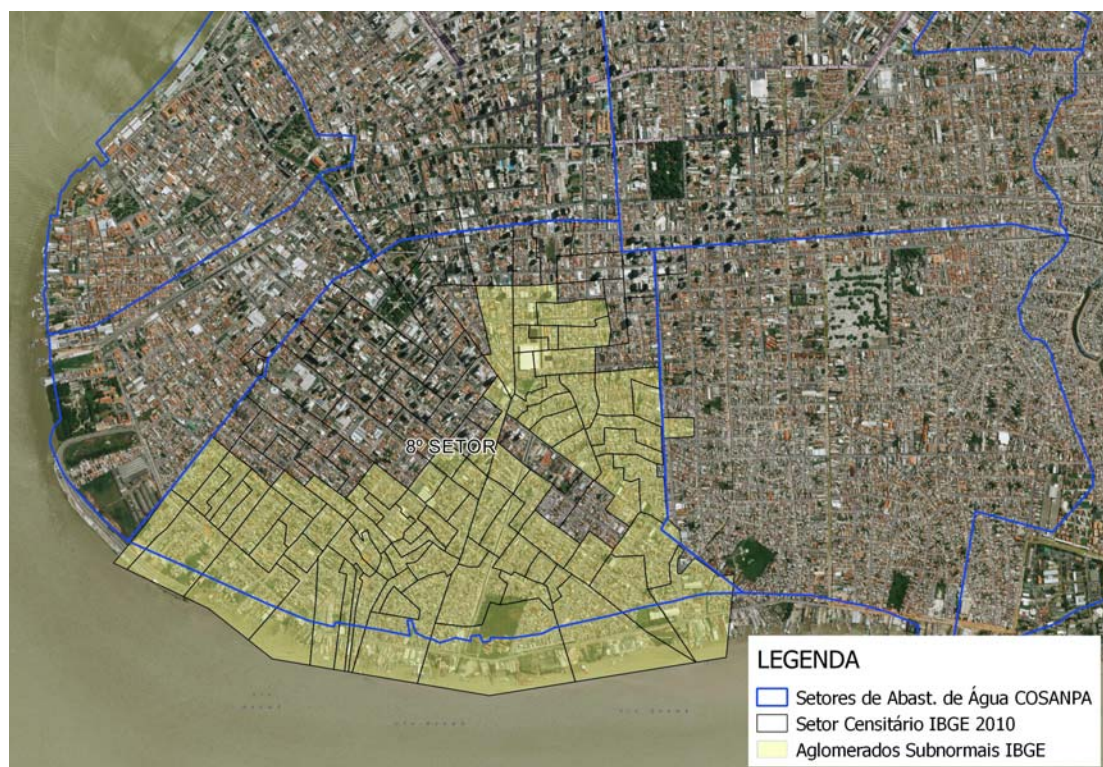 8º SETOR
LEGENDA
Setores de Abast. de Água COSANPA
Setor Censitário IBGE 2010
Aglomerados Subnormais IBGE